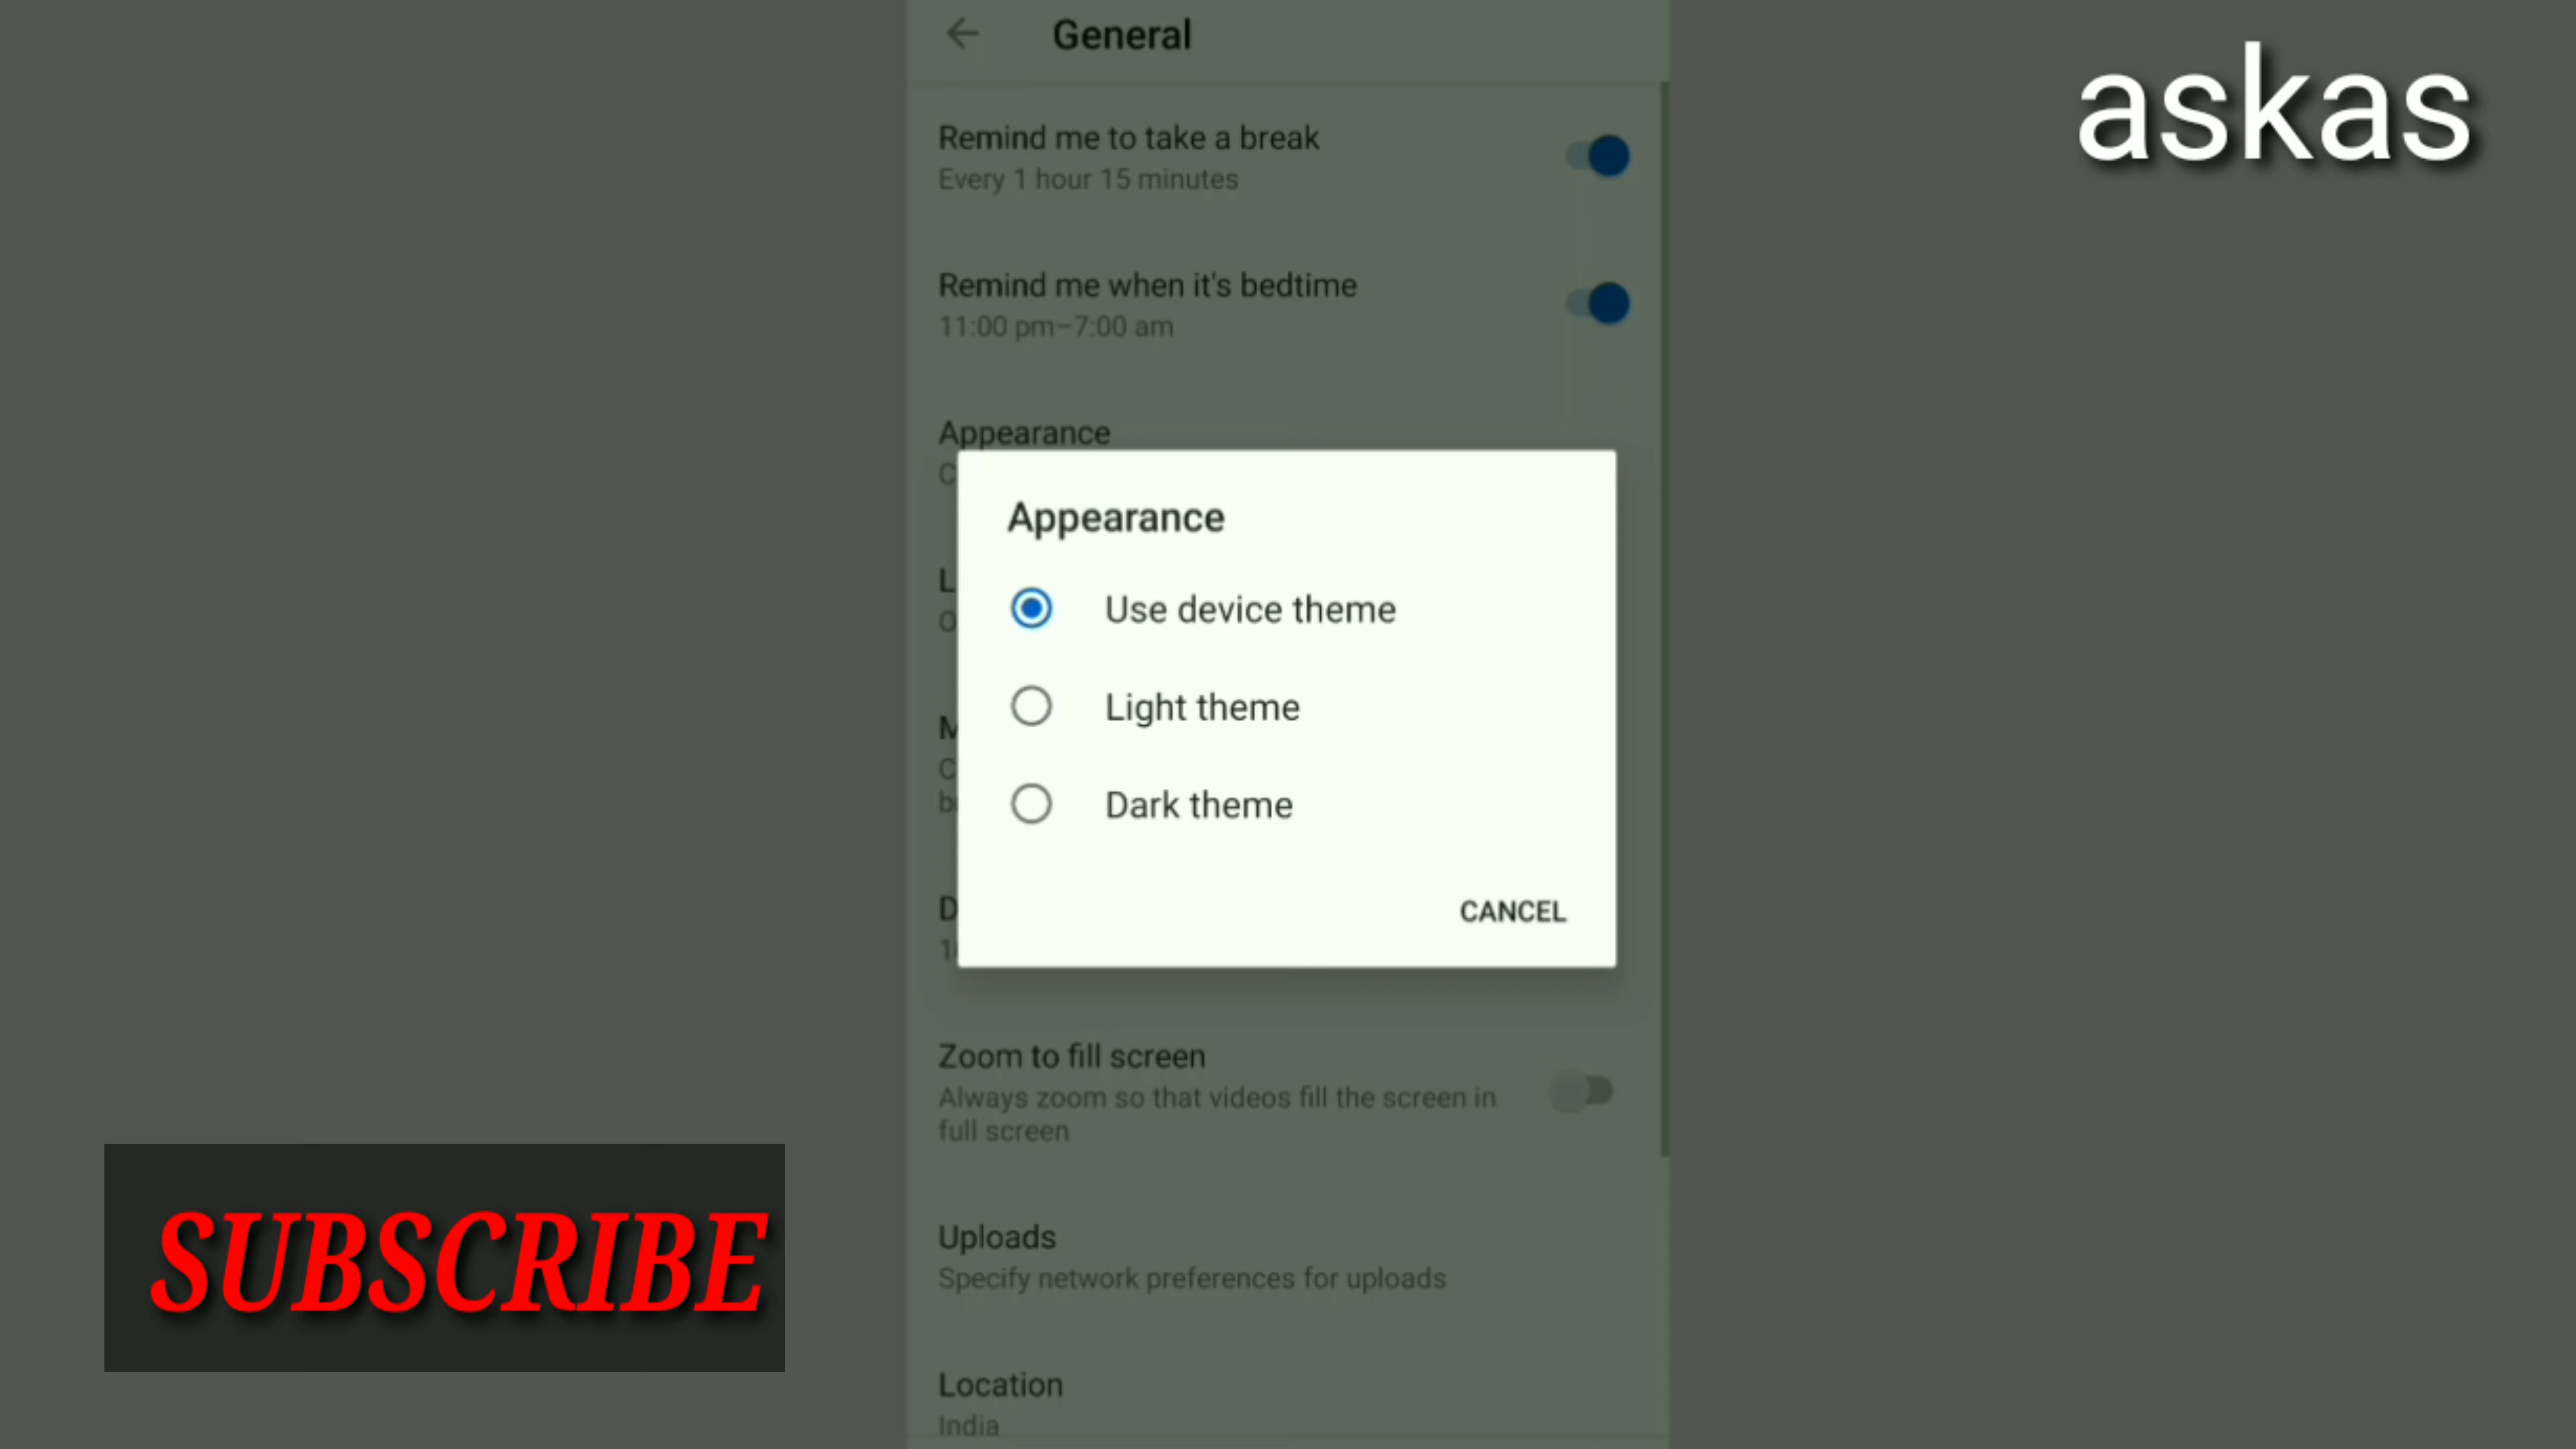 General
askas
Remind me to take a break
Every 1 hour 15 minutes
Remind me when it's bedtime
11:00 pm–7:00 am
Appearance
Appearance
Use device theme
Light theme
Dark theme
CANCEL
Zoom to fill screen
Always zoom so that videos fill the screen in
full screen
SUBSCRIBE
Uploads
Specify network preferences for uploads
Location
India